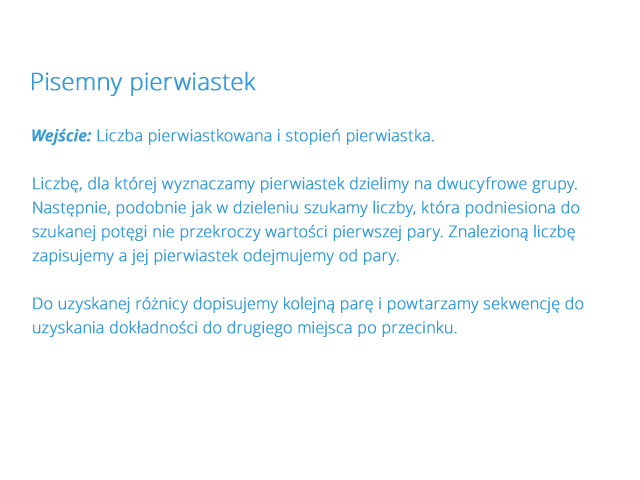 Pisemny pierwiastek
Wejście: Liczba pierwiastkowana i stopień pierwiastka.
Liczbę, dla której wyznaczamy pierwiastek dzielimy na dwucyfrowe grupy.
Następnie, podobnie jak w dzieleniu szukamy liczby, która podniesiona do
szukanej potęgi nie przekroczy wartości pierwszej pary. Znalezioną liczbę
zapisujemy a jej pierwiastek odejmujemy od pary.
Do uzyskanej różnicy dopisujemy kolejną parę i powtarzamy sekwencję do
uzyskania dokładności do drugiego miejsca po przecinku.